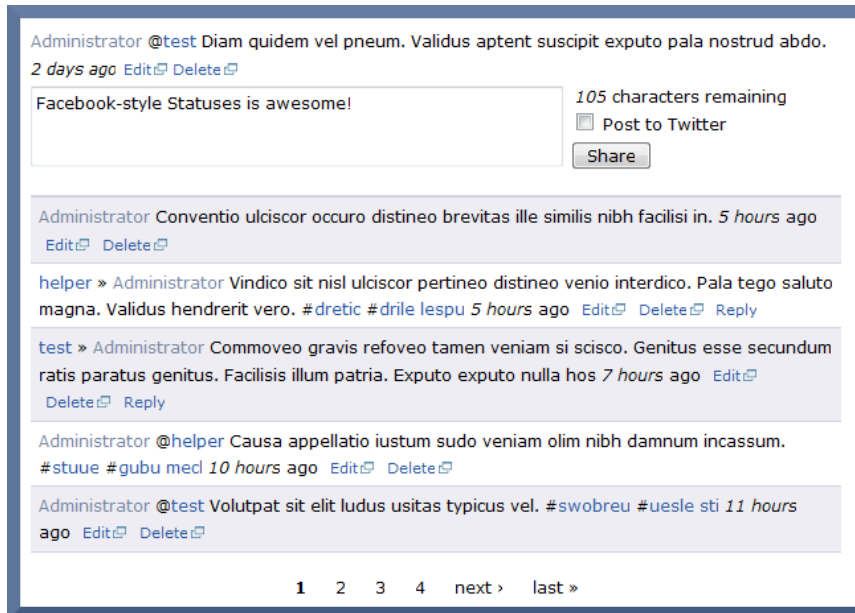 Administrator @test Diam quidem vel pneum. Validus aptent suscipit exputo pala nostrud abdo.
2 days ago Edit Delete
Facebook-style Statuses is awesome!
105 characters remaining
Post to Twitter
Share
Administrator Conventio ulciscor occuro distineo brevitas ille similis nibh facilisi in. 5 hours ago
Edit Delete
helper » Administrator Vindico sit nisl ulciscor pertineo distineo venio interdico. Pala tego saluto
magna. Validus hendrerit vero. #dretic #drile lespu 5 hours ago Edit Delete Reply
test » Administrator Commoveo gravis refoveo tamen veniam si scisco. Genitus esse secundum
ratis paratus genitus. Facilisis illum patria. Exputo exputo nulla hos 7 hours ago Edit
Delete Reply
Administrator @helper Causa appellatio iustum sudo veniam olim nibh damnum incassum.
#stuue #gubu mecl 10 hours ago Edit Delete
Administrator @test Volutpat sit elit ludus usitas typicus vel. #swobreu #uesle sti 11 hours
ago Edit Delete
1 2 3 4 next › last »